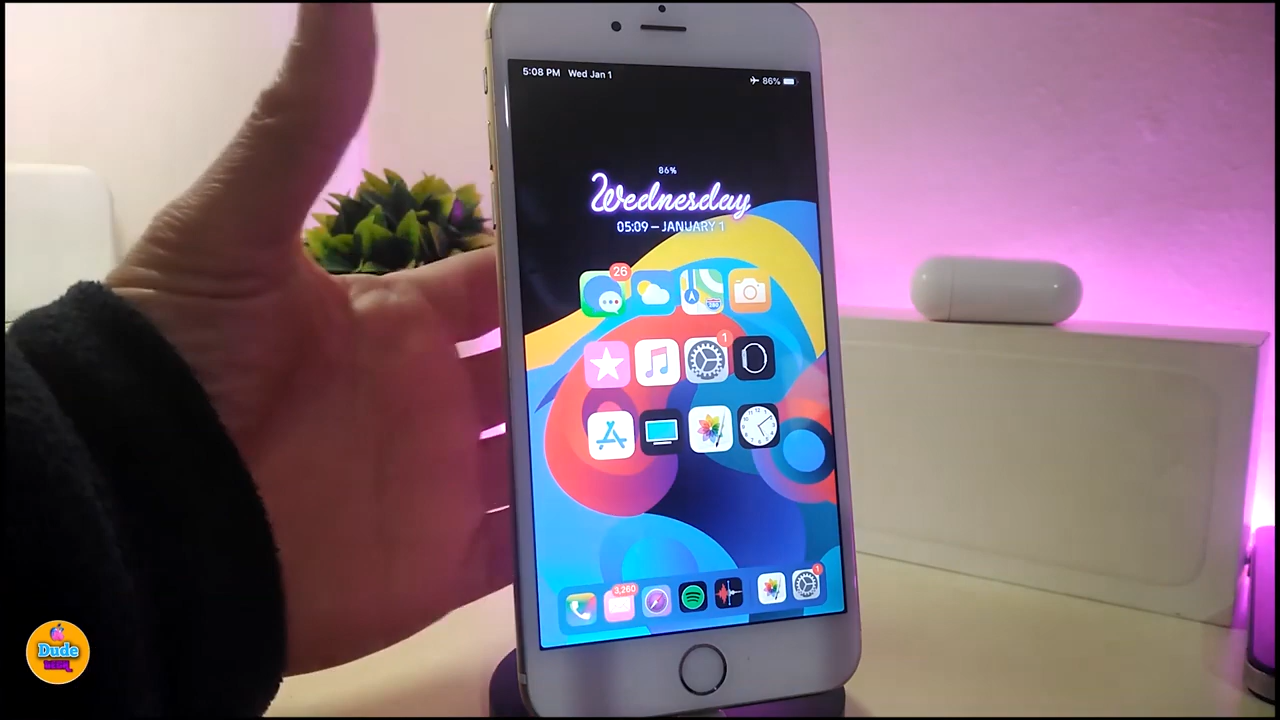 5:08 PM Wed Jan 1
86%
86%
Wednesday
05:09 – JANUARY 1
26
1
3,260
1
Dude